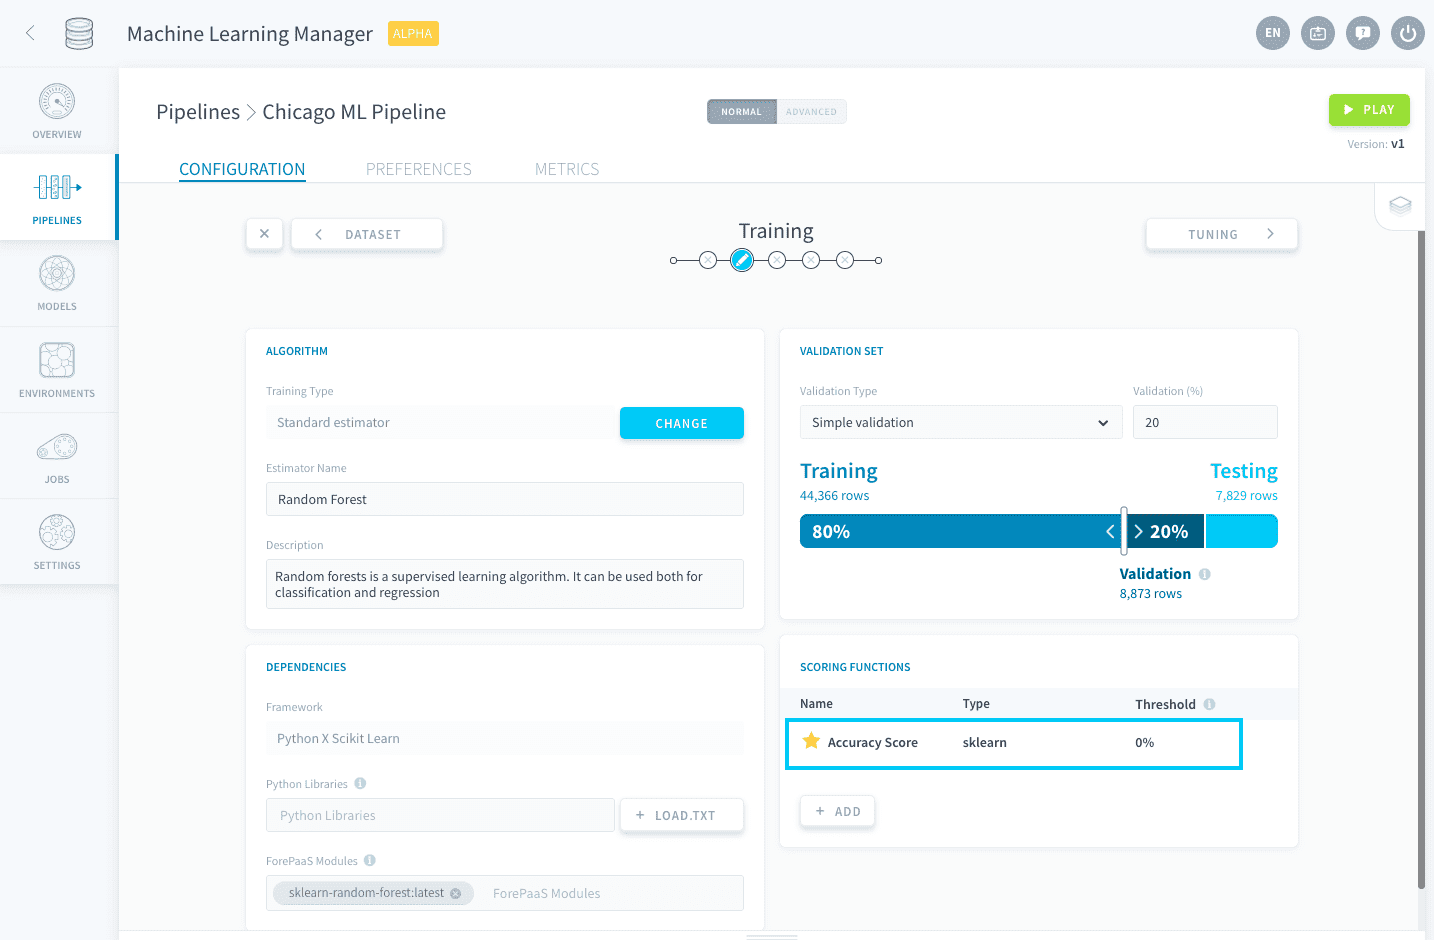 Machine Learning Manager ALPHA
EN
OVERVIEW
PIPELINES
MODELS
ENVIRONMENTS
JOBS
SETTINGS
Pipelines > Chicago ML Pipeline
NORMAL ADVANCED
PLAY
Version: v1
CONFIGURATION PREFERENCES METRICS
DATASET
Training
TUNING
ALGORITHM
Training Type
Standard estimator
CHANGE
Estimator Name
Random Forest
Description
Random forests is a supervised learning algorithm. It can be used both for
classification and regression
DEPENDENCIES
Framework
Python X Scikit Learn
Python Libraries
Python Libraries
+ LOAD.TXT
ForePaaS Modules
sklearn-random-forest:latest ForePaaS Modules
VALIDATION SET
Validation Type Validation (%)
Simple validation 20
Training Testing
44,366 rows 7,829 rows
80% 20%
Validation
8,873 rows
SCORING FUNCTIONS
Name Type Threshold
Accuracy Score sklearn 0%
+ ADD